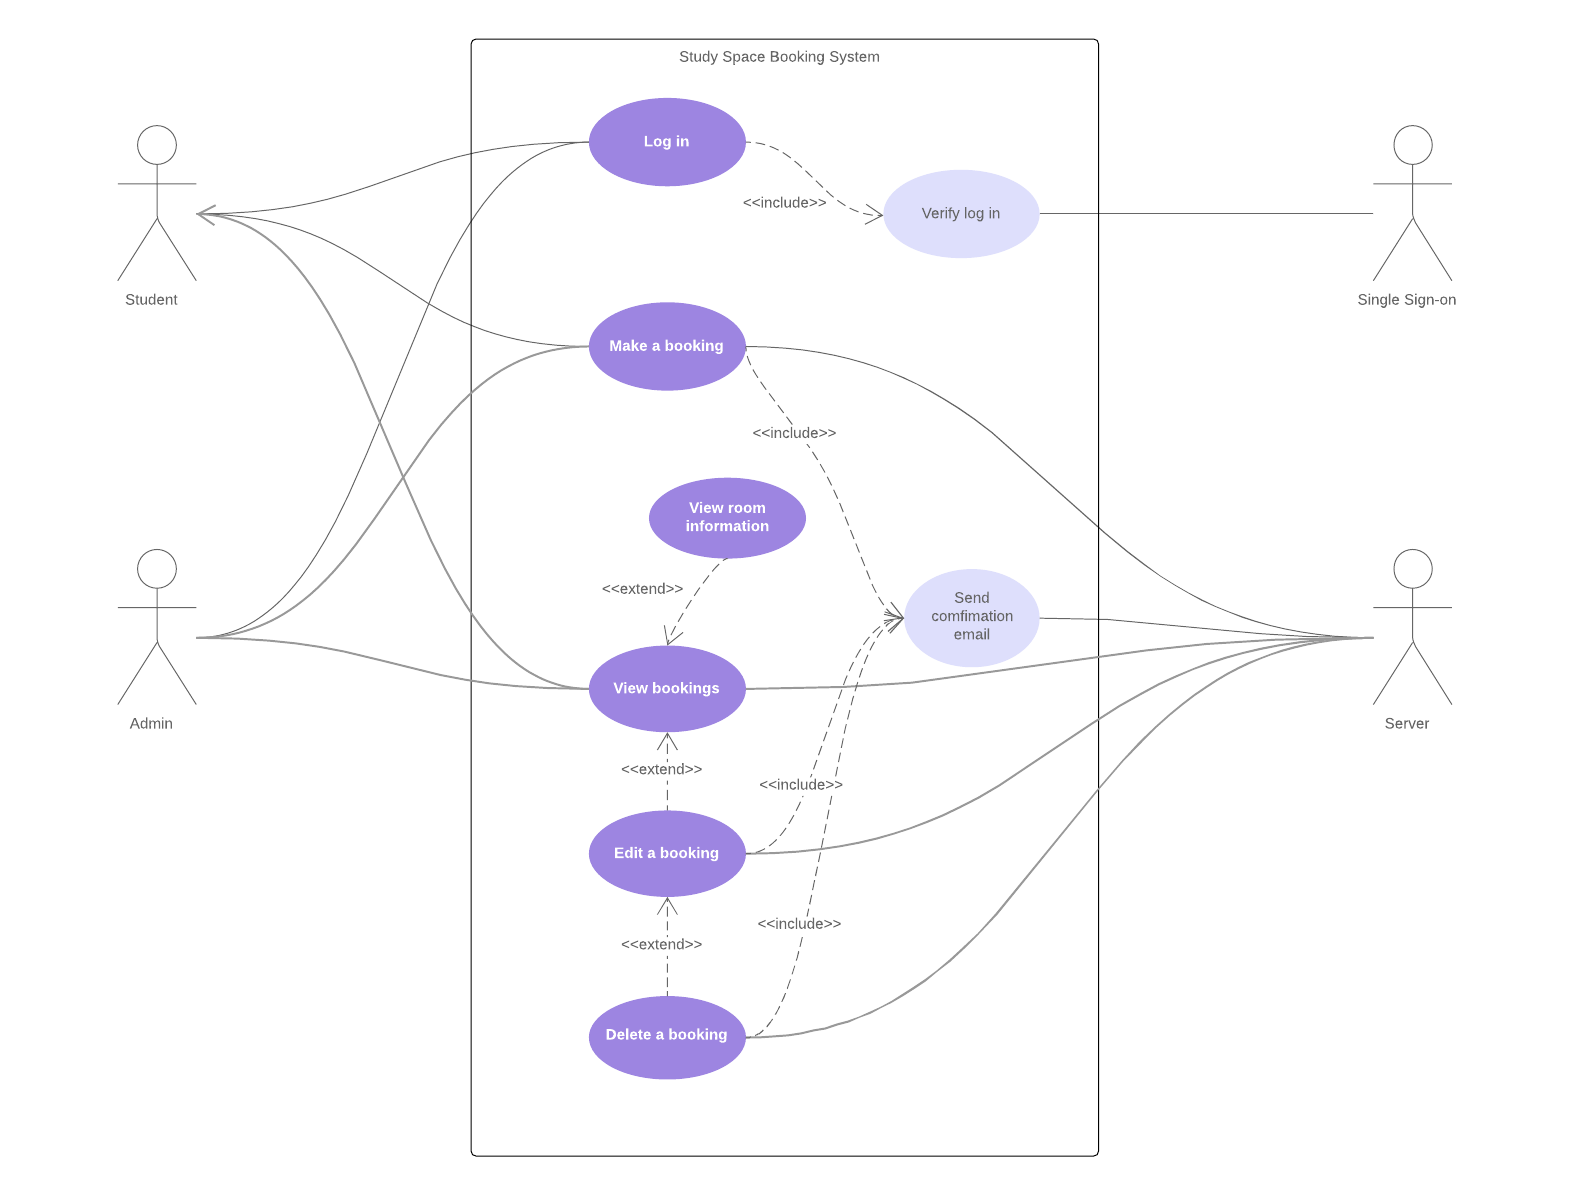 Study Space Booking System
Log in
<<include>>
Verify log in
Student
Single Sign-on
Make a booking
<<include>>
View room
information
<<extend>>
Send
comfimation
email
View bookings
Admin
Server
<<extend>>
<<include>>
Edit a booking
<<include>>
<<extend>>
Delete a booking